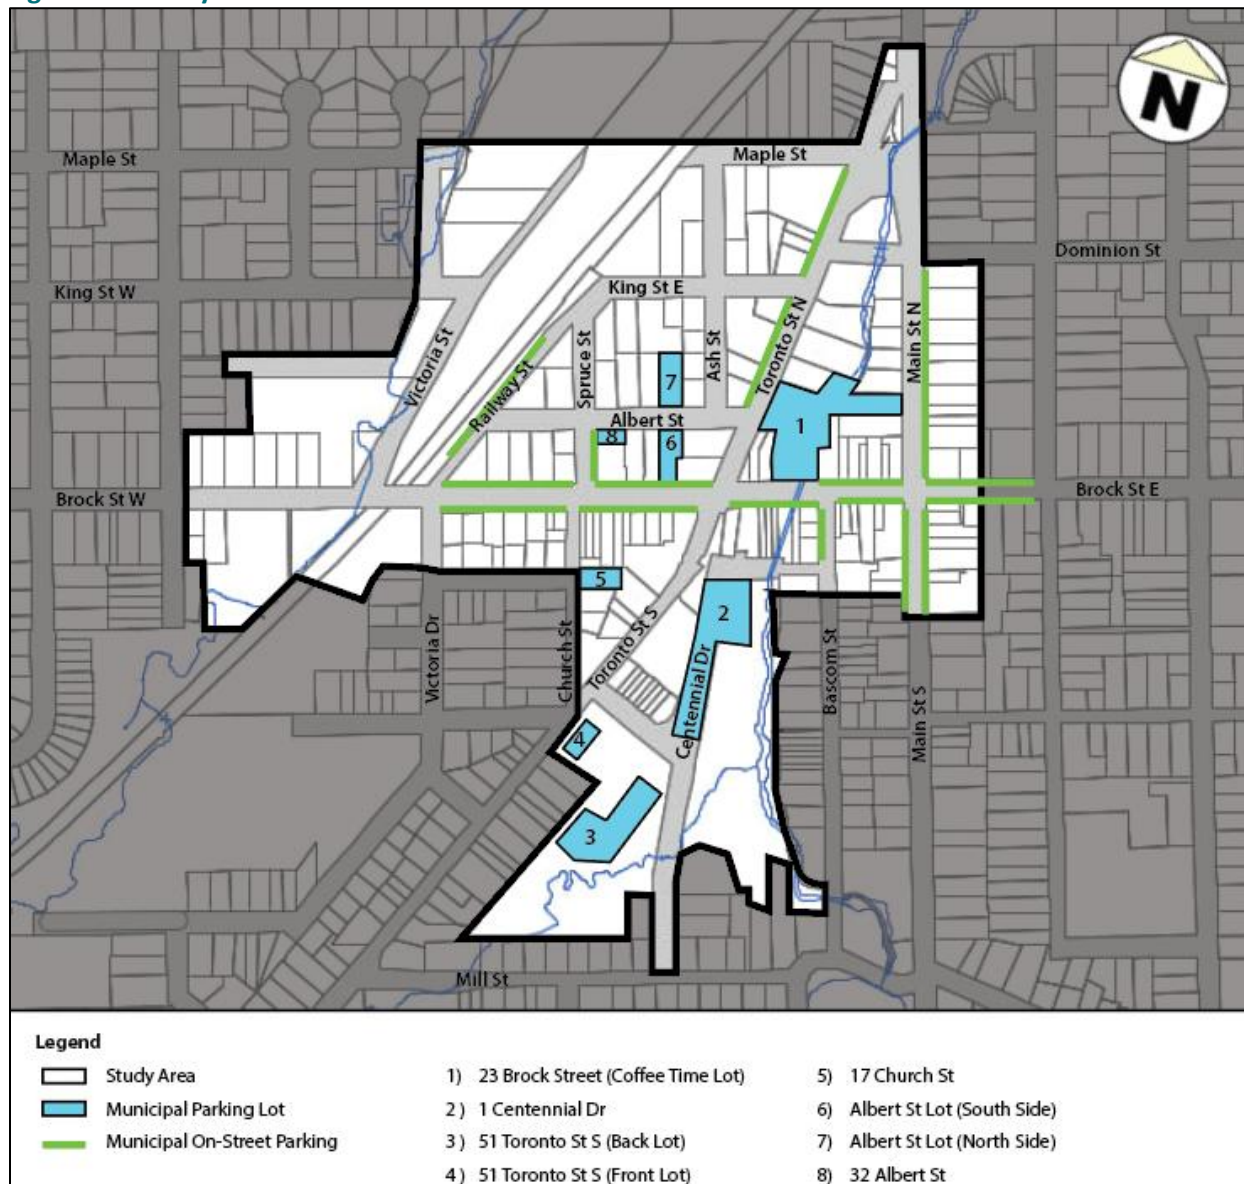 N
Maple St
Maple St
Dominion St
King St W
King St E
Victoria St
Railway St
Spruce St
Ash St
Toronto St N
Main St N
7
Albert St
8
6
1
Brock St W
Brock St E
5
2
Victoria Dr
Church St
Toronto St S
Centennial Dr
Bascom St
Main St S
4
3
Mill St
Legend
Study Area
Municipal Parking Lot
Municipal On-Street Parking
1) 23 Brock Street (Coffee Time Lot)
2) 1 Centennial Dr
3) 51 Toronto St S (Back Lot)
4) 51 Toronto St S (Front Lot)
5) 17 Church St
6) Albert St Lot (South Side)
7) Albert St Lot (North Side)
8) 32 Albert St